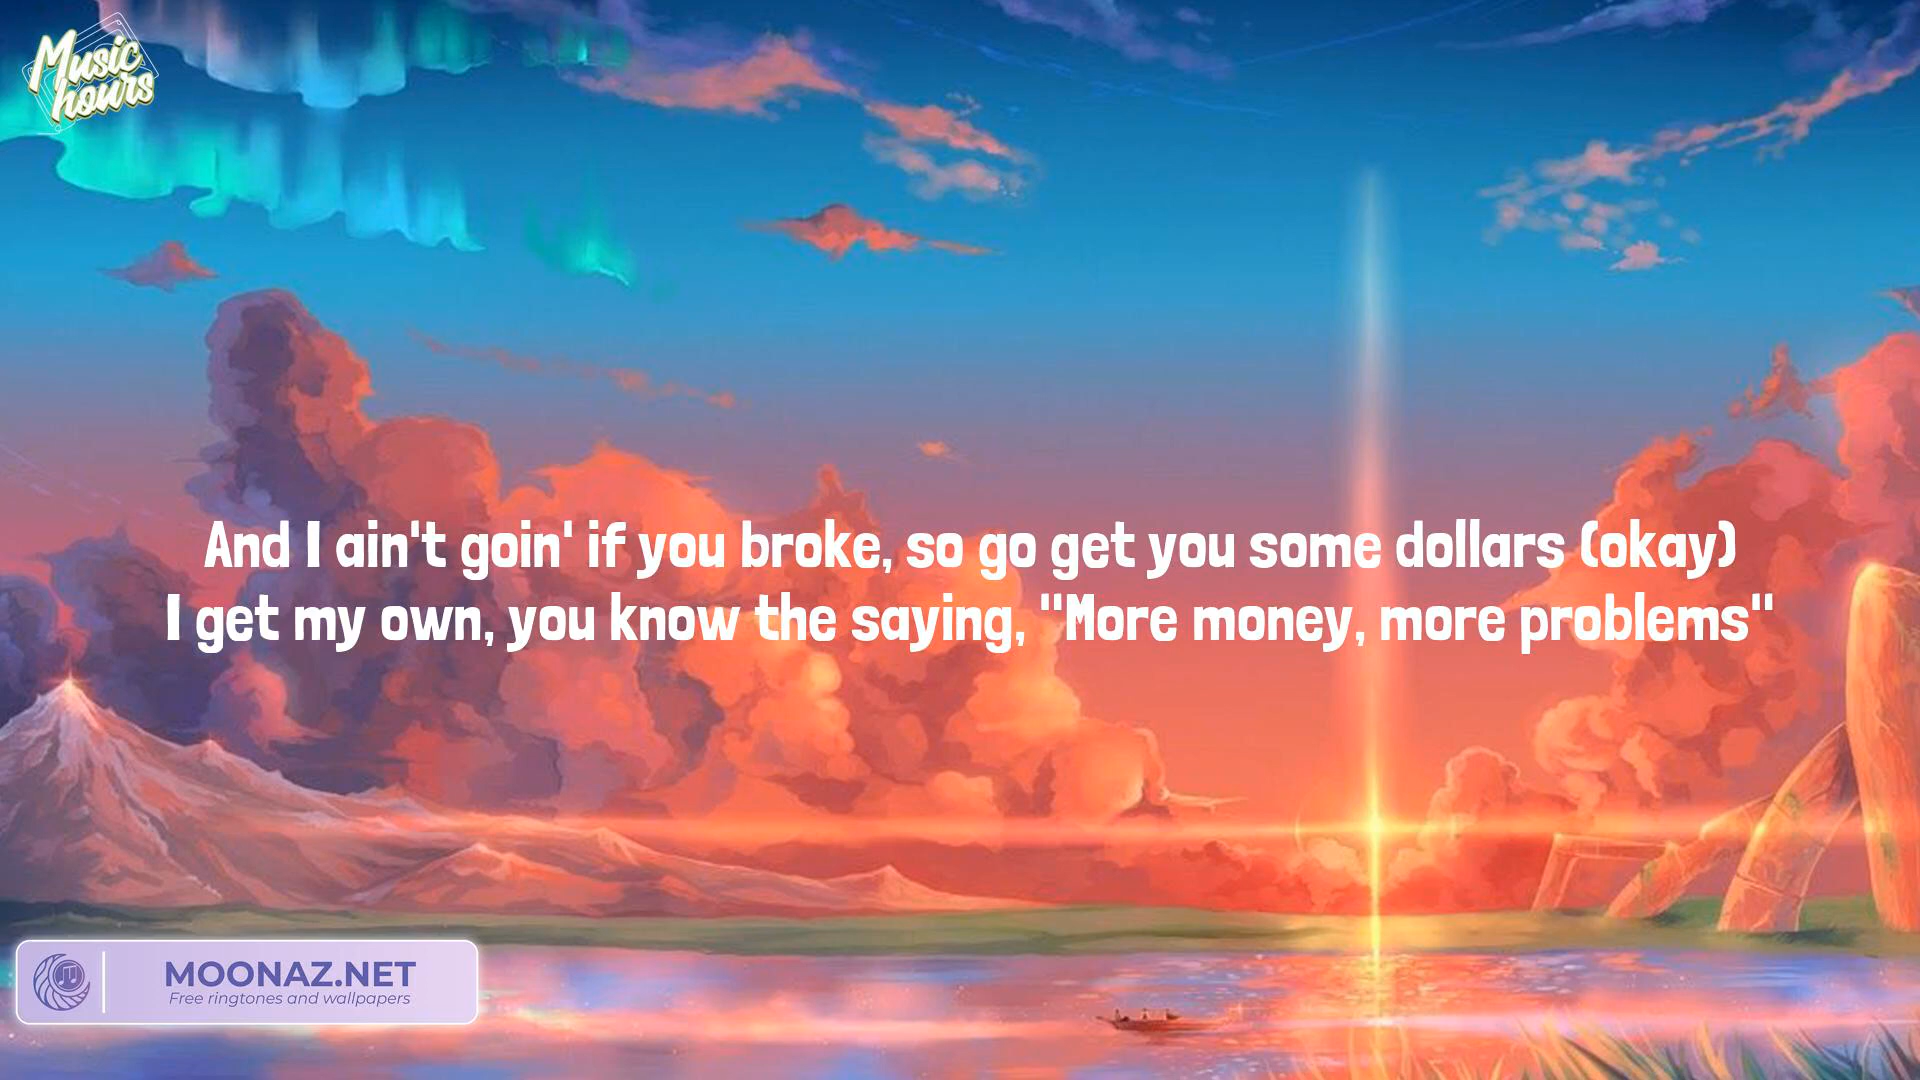 Music
hours
And I ain't goin' if you broke, so go get you some dollars (okay)
I get my own, you know the saying, "More money, more problems"
MOONAZ.NET
Free ringtones and wallpapers